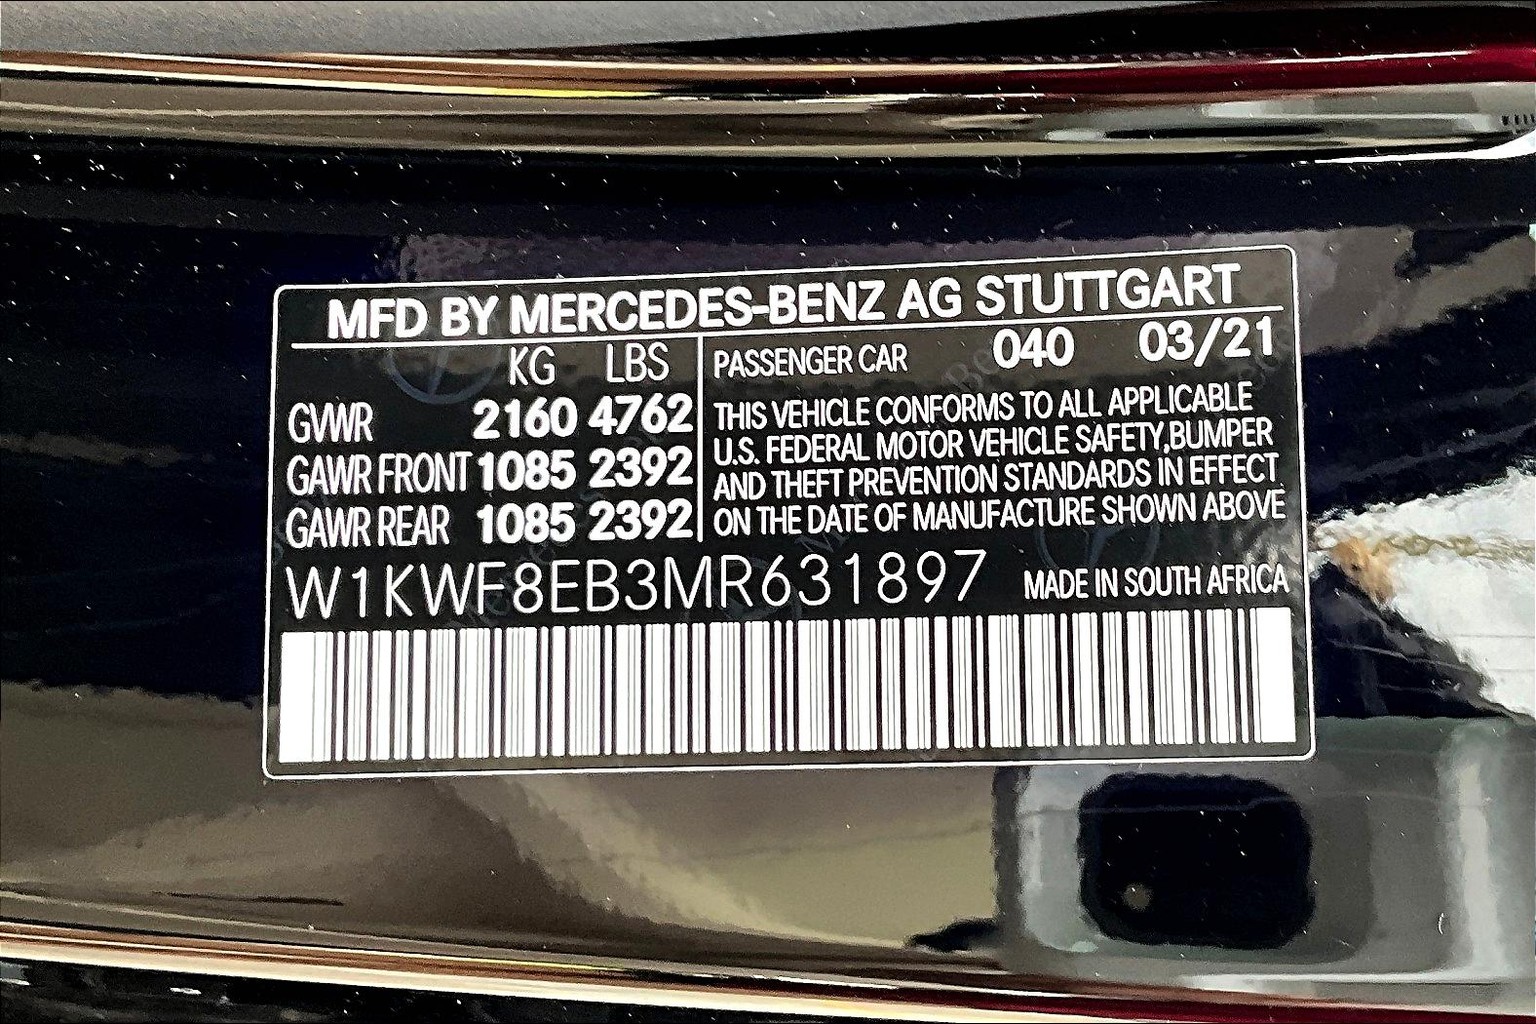 MFD BY MERCEDES-BENZ AG STUTTGART
KG LBS
GVWR 2160 4762
GAWR FRONT 1085 2392
GAWR REAR 1085 2392
PASSENGER CAR 040 03/21
THIS VEHICLE CONFORMS TO ALL APPLICABLE
U.S. FEDERAL MOTOR VEHICLE SAFETY,BUMPER
AND THEFT PREVENTION STANDARDS IN EFFECT
ON THE DATE OF MANUFACTURE SHOWN ABOVE
W1KWF8EB3MR631897 MADE IN SOUTH AFRICA